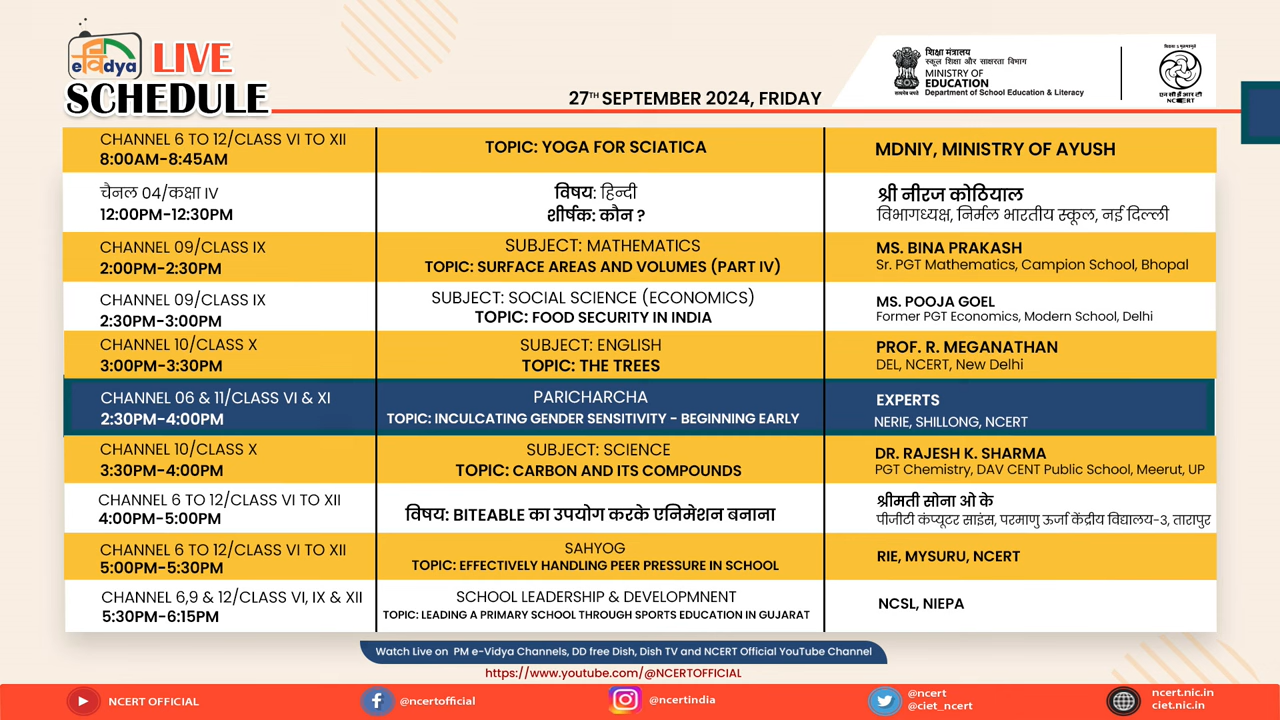 eविdya LIVE
SCHEDULE
27TH SEPTEMBER 2024, FRIDAY
शिक्षा मंत्रालय
स्कूल शिक्षा और साक्षरता विभाग
MINISTRY OF
EDUCATION
Department of School Education & Literacy
सत्यमेव जयते
एन सी ई आर टी
NCERT
CHANNEL 6 TO 12/CLASS VI TO XII
8:00AM-8:45AM
TOPIC: YOGA FOR SCIATICA
MDNIY, MINISTRY OF AYUSH
चैनल 04/कक्षा IV
12:00PM-12:30PM
विषय: हिन्दी
शीर्षक: कौन ?
श्री नीरज कोठियाल
विभागध्यक्ष, निर्मल भारतीय स्कूल, नई दिल्ली
CHANNEL 09/CLASS IX
2:00PM-2:30PM
SUBJECT: MATHEMATICS
TOPIC: SURFACE AREAS AND VOLUMES (PART IV)
MS. BINA PRAKASH
Sr. PGT Mathematics, Campion School, Bhopal
CHANNEL 09/CLASS IX
2:30PM-3:00PM
SUBJECT: SOCIAL SCIENCE (ECONOMICS)
TOPIC: FOOD SECURITY IN INDIA
MS. POOJA GOEL
Former PGT Economics, Modern School, Delhi
CHANNEL 10/CLASS X
3:00PM-3:30PM
SUBJECT: ENGLISH
TOPIC: THE TREES
PROF. R. MEGANATHAN
DEL, NCERT, New Delhi
CHANNEL 06 & 11/CLASS VI & XI
2:30PM-4:00PM
PARICHARCHA
TOPIC: INCULCATING GENDER SENSITIVITY - BEGINNING EARLY
EXPERTS
NERIE, SHILLONG, NCERT
CHANNEL 10/CLASS X
3:30PM-4:00PM
SUBJECT: SCIENCE
TOPIC: CARBON AND ITS COMPOUNDS
DR. RAJESH K. SHARMA
PGT Chemistry, DAV CENT Public School, Meerut, UP
CHANNEL 6 TO 12/CLASS VI TO XII
4:00PM-5:00PM
विषय: BITEABLE का उपयोग करके एनिमेशन बनाना
श्रीमती सोना ओ के
पीजीटी कंप्यूटर साइंस, परमाणु ऊर्जा केंद्रीय विद्यालय-3, तारापुर
CHANNEL 6 TO 12/CLASS VI TO XII
5:00PM-5:30PM
SAHYOG
TOPIC: EFFECTIVELY HANDLING PEER PRESSURE IN SCHOOL
RIE, MYSURU, NCERT
CHANNEL 6,9 & 12/CLASS VI, IX & XII
5:30PM-6:15PM
SCHOOL LEADERSHIP & DEVELOPMNENT
TOPIC: LEADING A PRIMARY SCHOOL THROUGH SPORTS EDUCATION IN GUJARAT
NCSL, NIEPA
Watch Live on PM e-Vidya Channels, DD free Dish, Dish TV and NCERT Official YouTube Channel
https://www.youtube.com/@NCERTOFFICIAL
NCERT OFFICIAL
@ncertofficial
@ncertindia
@ncert
@ciet_ncert
ncert.nic.in
ciet.nic.in